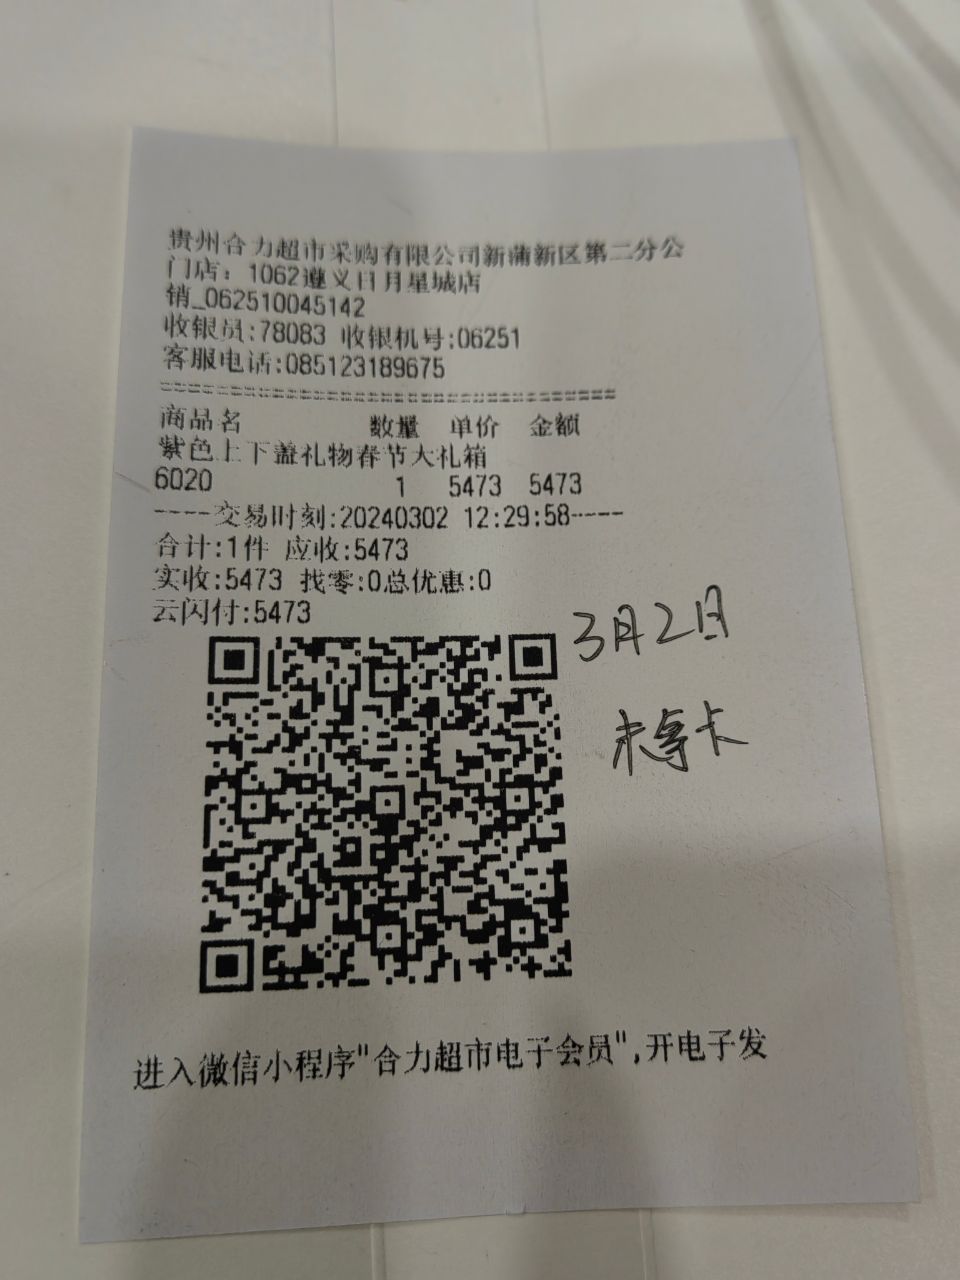 贵州合力超市采购有限公司新蒲新区第二分公
门店：1062遵义日月星城店
销_062510045142
收银员:78083 收银机号:06251
客服电话:085123189675
================================
商品名 数量 单价 金额
紫色上下盖礼物春节大礼箱
6020 1 5473 5473
----交易时刻:20240302 12:29:58----
合计:1件 应收:5473
实收:5473 找零:0总优惠:0
云闪付:5473
3月2日
进入微信小程序"合力超市电子会员",开电子发